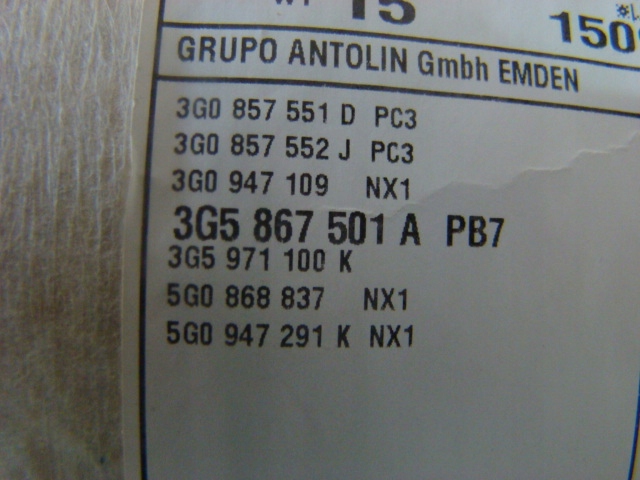 15
150
GRUPO ANTOLIN Gmbh EMDEN
3G0 857 551 D PC3
3G0 857 552 J PC3
3G0 947 109 NX1
3G5 867 501 A PB7
3G5 971 100 K
5G0 868 837 NX1
5G0 947 291 K NX1